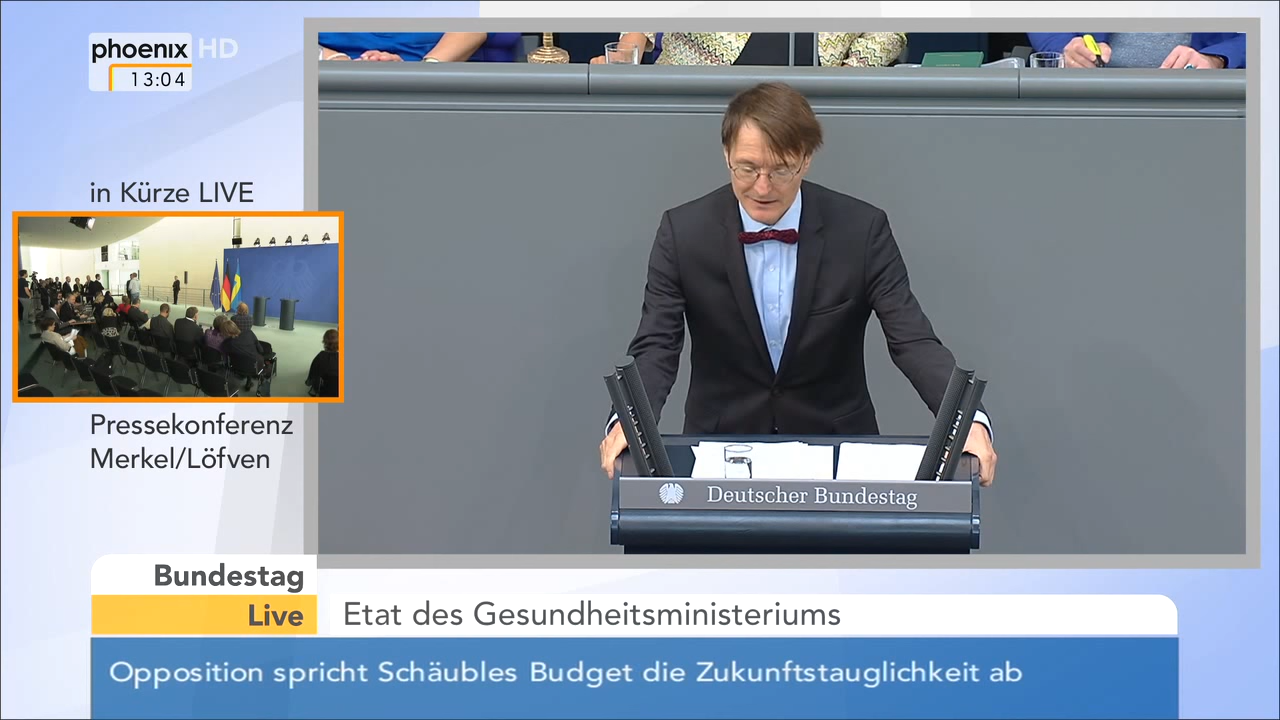 phoenix HD
13:04
in Kürze LIVE
Pressekonferenz
Merkel/Löfven
Deutscher Bundestag
Bundestag
Live
Etat des Gesundheitsministeriums
Opposition spricht Schäubles Budget die Zukunftstauglichkeit ab